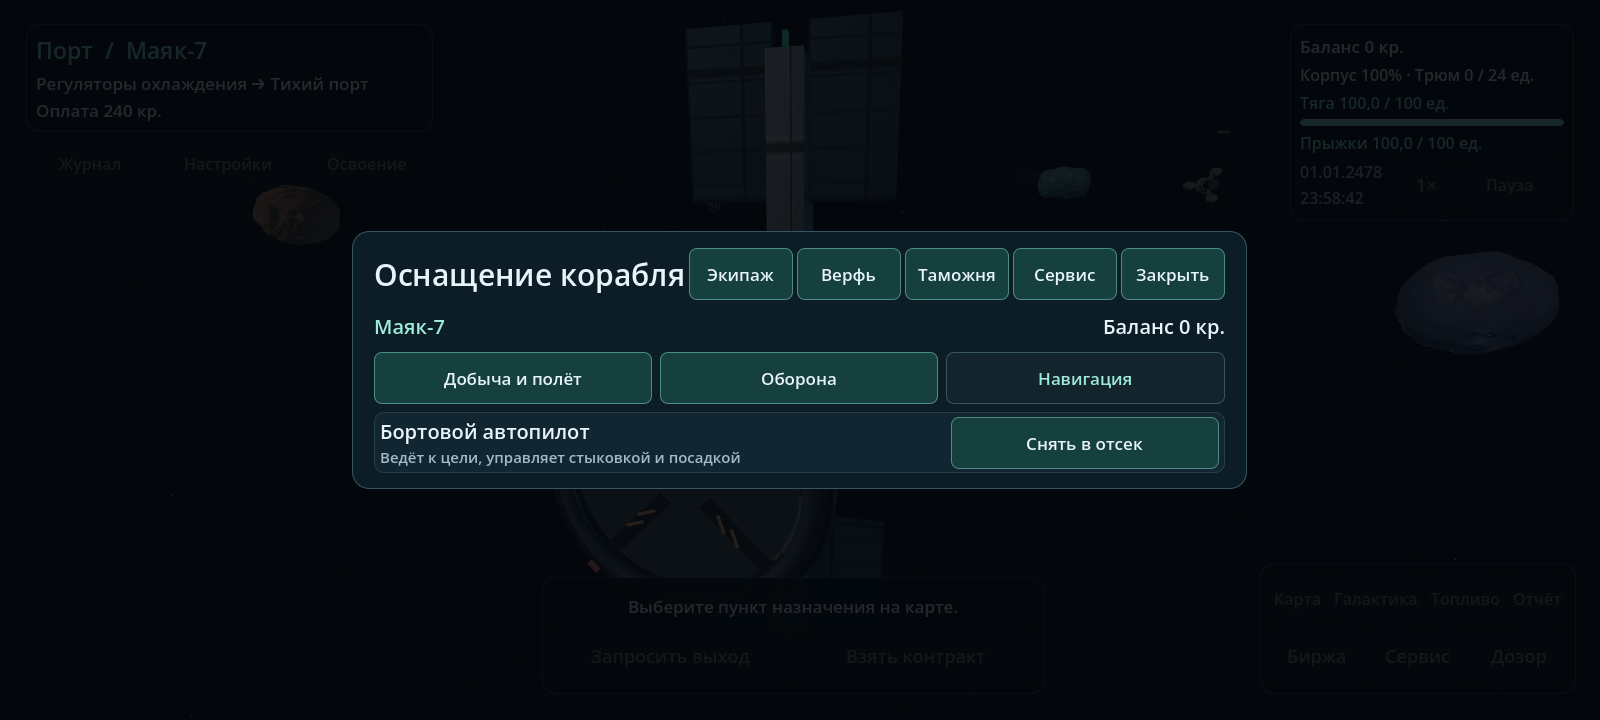 Порт / Маяк-7
Регуляторы охлаждения → Тихий порт
Оплата 240 кр.
Журнал
Настройки
Освоение
Баланс 0 кр.
Корпус 100% · Трюм 0 / 24 ед.
Тяга 100,0 / 100 ед.
Прыжки 100,0 / 100 ед.
01.01.2478
23:58:42
1×
Пауза
Оснащение корабля
Экипаж
Верфь
Таможня
Сервис
Закрыть
Маяк-7
Баланс 0 кр.
Добыча и полёт
Оборона
Навигация
Бортовой автопилот
Ведёт к цели, управляет стыковкой и посадкой
Снять в отсек
Выберите пункт назначения на карте.
Запросить выход
Взять контракт
Карта
Галактика
Топливо
Отчёт
Биржа
Сервис
Дозор